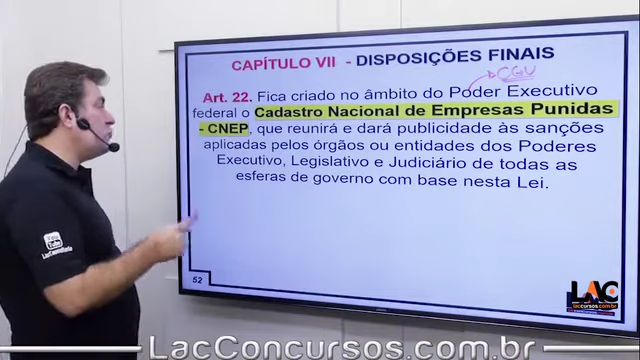 CAPÍTULO VII - DISPOSIÇÕES FINAIS
CGU
Art. 22. Fica criado no âmbito do Poder Executivo
federal o Cadastro Nacional de Empresas Punidas
- CNEP, que reunirá e dará publicidade às sanções
aplicadas pelos órgãos ou entidades dos Poderes
Executivo, Legislativo e Judiciário de todas as
esferas de governo com base nesta Lei.
52
LAC
laccursos.com.br
LacConcursos.com.br